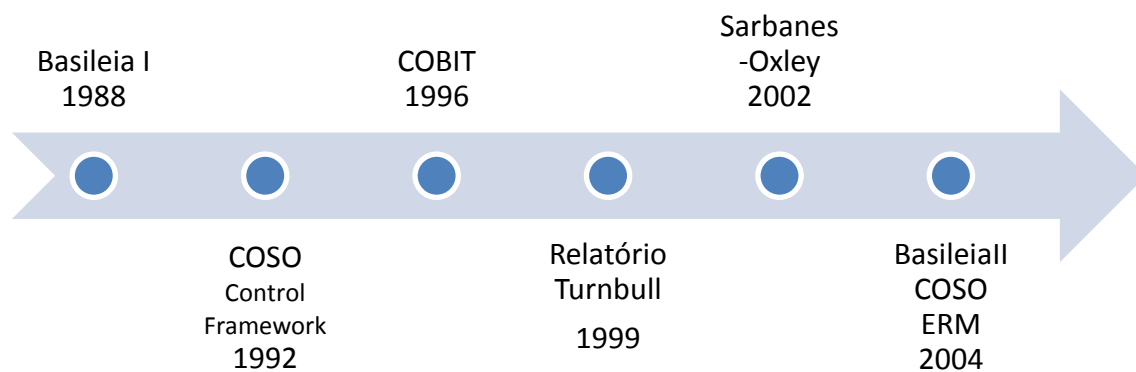 Basileia I
1988
COSO
Control
Framework
1992
COBIT
1996
Relatório
Turnbull
1999
Sarbanes
-Oxley
2002
BasileiaII
COSO
ERM
2004